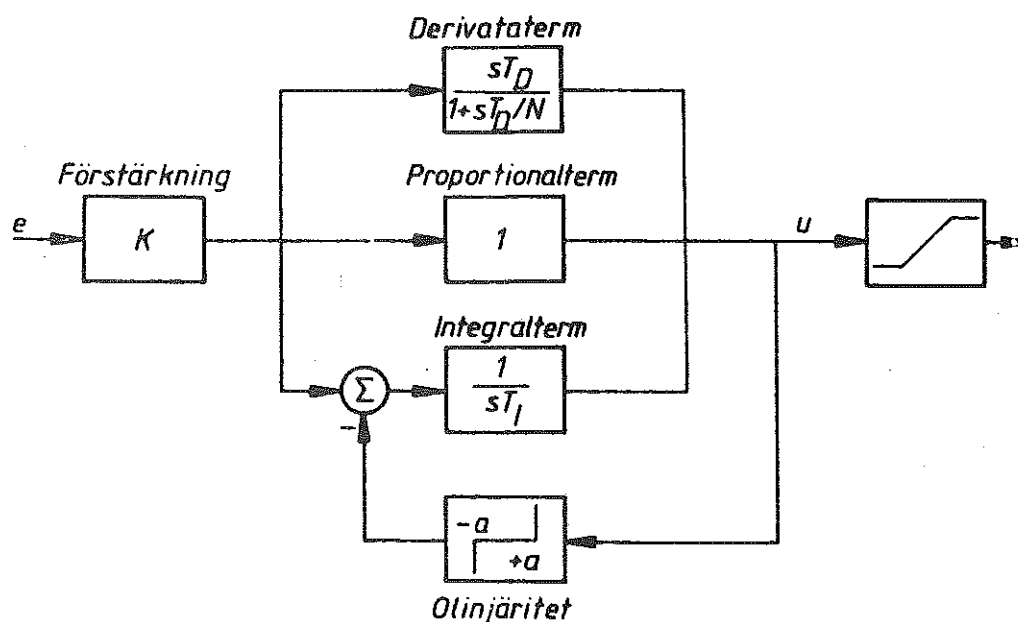 Derivataterm
sT_D
1+sT_D/N
Förstärkning
Proportionalterm
e
K
1
u
Integralterm
Σ
1
sT_I
-
-a
+a
Olinjäritet